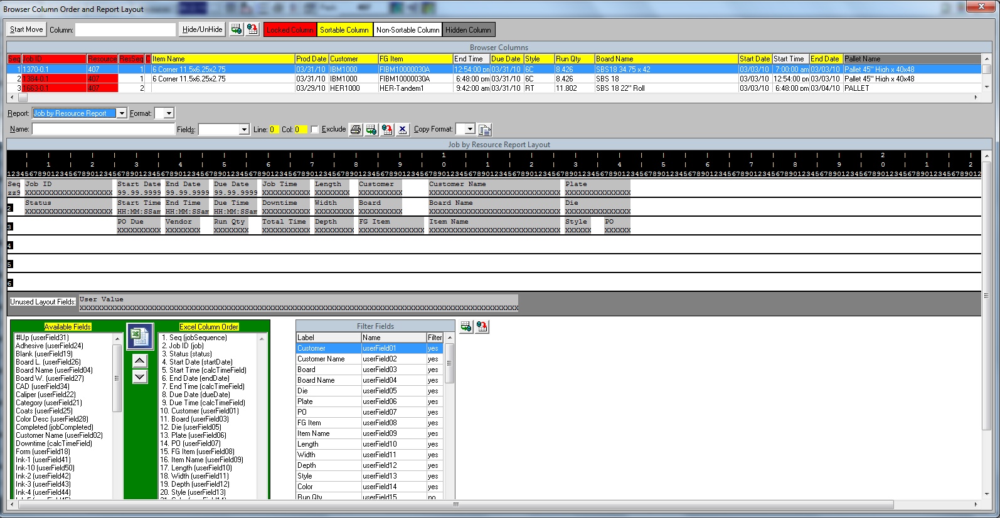 Browser Column Order and Report Layout
Start Move Column: Hide/UnHide Locked Column Sortable Column Non-Sortable Column Hidden Column
Browser Columns
Seq Job ID Resource ResSeq Item Name Prod Date Customer FG Item End Time Due Date Style Run Qty Board Name Start Date Start Time End Date Pallet Name
1 1370-0.1 407 1 6 Corner 11.5x6.25x2.75 03/31/10 IBM1000 FIBM10000030A 12:54:00 pm 03/31/10 6C 8.426 SBS18 34.75 x 42 03/03/10 7:00:00 am 03/03/10 Pallet 45" High x 40x48
2 1384-0.1 407 1 6 Corner 11.5x6.25x2.75 03/31/10 IBM1000 FIBM10000030A 6:48:00 pm 03/31/10 6C 8.426 SBS 18 03/03/10 12:54:00 pm 03/03/10 Pallet 45" High x 40x48
3 1663-0.1 407 2 03/29/10 HER1000 HER-Tandem1 9:42:00 am 03/31/10 RT 11.802 SBS 18 22" Roll 03/03/10 6:48:00 pm 03/04/10 PALLET
Report: Job by Resource Report Format:
Name: Fields: Line: 0 Col: 0 Exclude Copy Format:
Job by Resource Report Layout
1 2
1 2 3 4 5 6 7 8 9 0 1 2 3 4 5 6 7 8 9 0 1 2
Seq Job ID Start Date End Date Due Date Job Time Length Customer Customer Name Plate
zz9 XXXXXXXXXXXXXXXXXXXX 99.99.9999 99.99.9999 99.99.9999 XXXXXXXXXXX XXXXXXXX XXXXXXXXXX XXXXXXXXXXXXXXXXXXXXXXXXXXXXXX XXXXXXXXXXXXXXX
2 Status Start Time End Time Due Time Downtime Width Board Board Name Die
XXXXXXXXXXXXXXXXXXXX HH:MM:SSam HH:MM:SSam HH:MM:SSam XXXXXXXXXXX XXXXXXXXX XXXXXXXXXX XXXXXXXXXXXXXXXXXXXXXXXXXXXXXX XXXXXXXXXXXXXXX
3 PO Due Vendor Run Qty Total Time Depth FG Item Item Name Style PO
XXXXXXXXXX XXXXXXXX XXXXXXXX XXXXXXXXXXX XXXXXXXXX XXXXXXXXXXXXXXX XXXXXXXXXXXXXXXXXXXXXXXXXXXXXX XXXXXX XXXXXX
4
5
6
Unused Layout Fields: User Value
XXXXXXXXXXXXXXXXXXXXXXXXXXXXXXXXXXXXXXXXXXXXXXXXXXXXXXXXXXXXXXXXXXXXXXXXXXXXXXXXXXXXXXXXXXXXXXXXXXXX
Available Fields
#Up (userField31)
Adhesive (userField24)
Blank (userField19)
Board L. (userField26)
Board Name (userField04)
Board W. (userField27)
CAD (userField34)
Caliper (userField22)
Category (userField21)
Coats (userField25)
Color Desc (userField28)
Completed (jobCompleted)
Customer Name (userField02)
Downtime (calcTimeField)
Form (userField18)
Ink-1 (userField41)
Ink-10 (userField50)
Ink-2 (userField42)
Ink-3 (userField43)
Ink-4 (userField44)
Excel Column Order
1. Seq (jobSequence)
2. Job ID (job)
3. Status (status)
4. Start Date (startDate)
5. Start Time (calcTimeField)
6. End Date (endDate)
7. End Time (calcTimeField)
8. Due Date (dueDate)
9. Due Time (calcTimeField)
10. Customer (userField01)
11. Board (userField03)
12. Die (userField05)
13. Plate (userField06)
14. PO (userField07)
15. FG Item (userField08)
16. Item Name (userField09)
17. Length (userField10)
18. Width (userField11)
19. Depth (userField12)
20. Style (userField13)
Filter Fields
Label Name Filter
Customer userField01 yes
Customer Name userField02 yes
Board userField03 yes
Board Name userField04 yes
Die userField05 yes
Plate userField06 yes
PO userField07 yes
FG Item userField08 yes
Item Name userField09 yes
Length userField10 yes
Width userField11 yes
Depth userField12 yes
Style userField13 yes
Color userField14 yes
Run Qty userField15 no